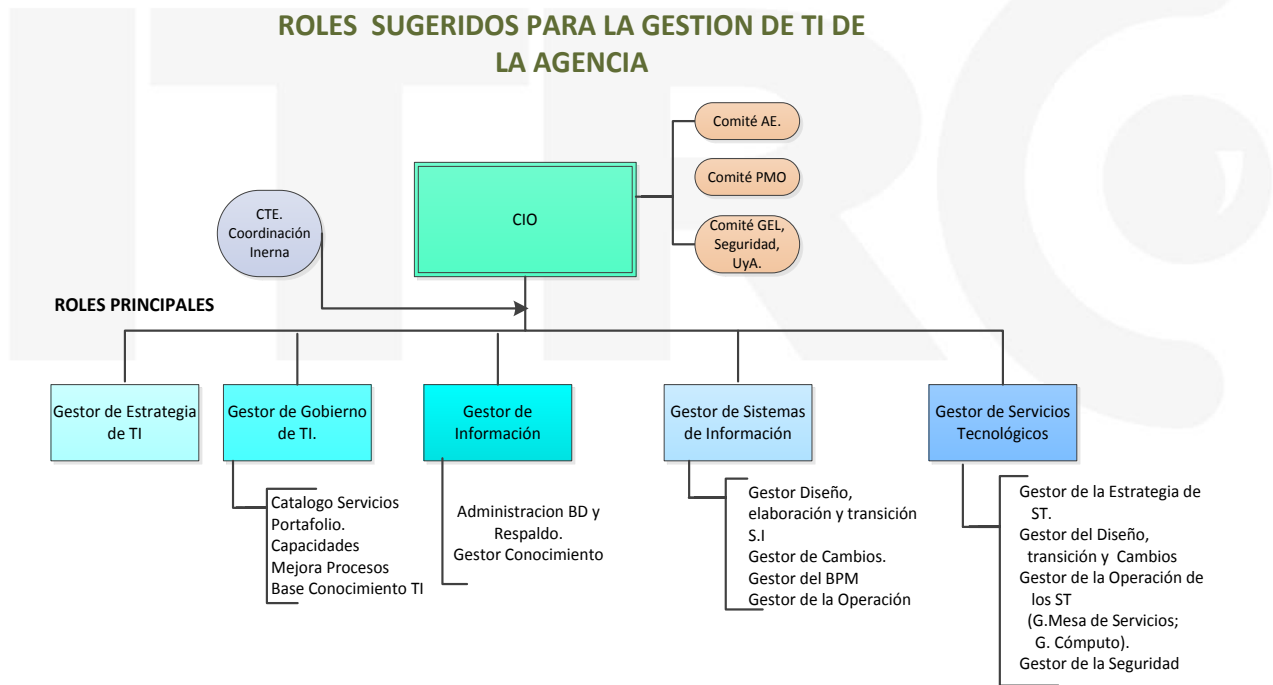 ROLES SUGERIDOS PARA LA GESTION DE TI DE
LA AGENCIA
Comité AE.
Comité PMO
Comité GEL,
Seguridad,
UyA.
CIO
CTE.
Coordinación
Inerna
ROLES PRINCIPALES
Gestor de Estrategia
de TI
Gestor de Gobierno
de TI.
Gestor de
Información
Gestor de Sistemas
de Información
Gestor de Servicios
Tecnológicos
Catalogo Servicios
Portafolio.
Capacidades
Mejora Procesos
Base Conocimiento TI
Administracion BD y
Respaldo.
Gestor Conocimiento
Gestor Diseño,
elaboración y transición
S.I
Gestor de Cambios.
Gestor del BPM
Gestor de la Operación
Gestor de la Estrategia de
ST.
Gestor del Diseño,
transición y Cambios
Gestor de la Operación de
los ST
(G.Mesa de Servicios;
G. Cómputo).
Gestor de la Seguridad
ITRC